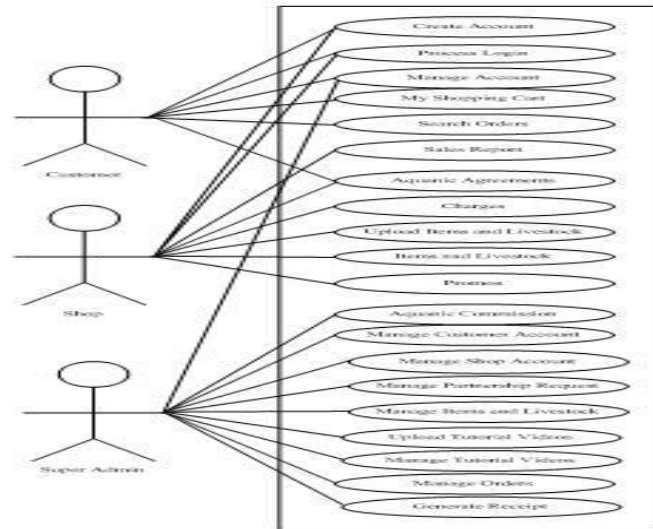 Create Account
Process Login
Manage Account
My Shopping Cart
Search Orders
Customer
Sales Report
Aquatic Agreements
Charges
Upload Items and Livestock
Items and Livestock
Shop
Promos
Aquatic Commission
Manage Customer Account
Manage Shop Account
Manage Partnership Request
Manage Items and Livestock
Upload Tutorial Videos
Manage Tutorial Videos
Super Admin
Manage Orders
Generate Receipt